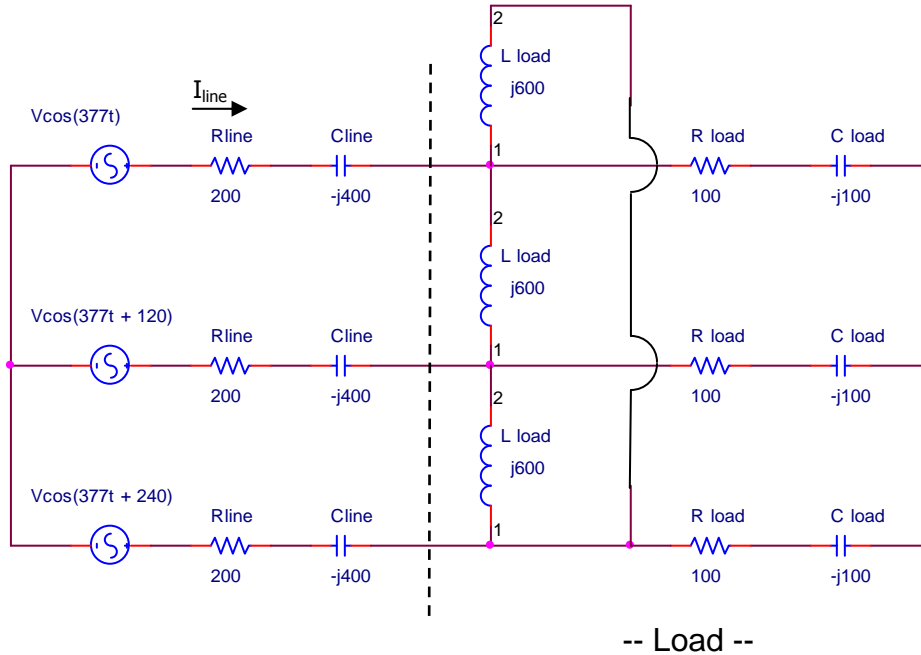 2
L load
j600
I line
Vcos(377t)
Rline
Cline
1
R load
C load
200
-j400
100
-j100
2
L load
j600
Vcos(377t + 120)
Rline
Cline
1
R load
C load
200
-j400
2
100
-j100
L load
j600
Vcos(377t + 240)
Rline
Cline
1
R load
C load
200
-j400
100
-j100
-- Load --